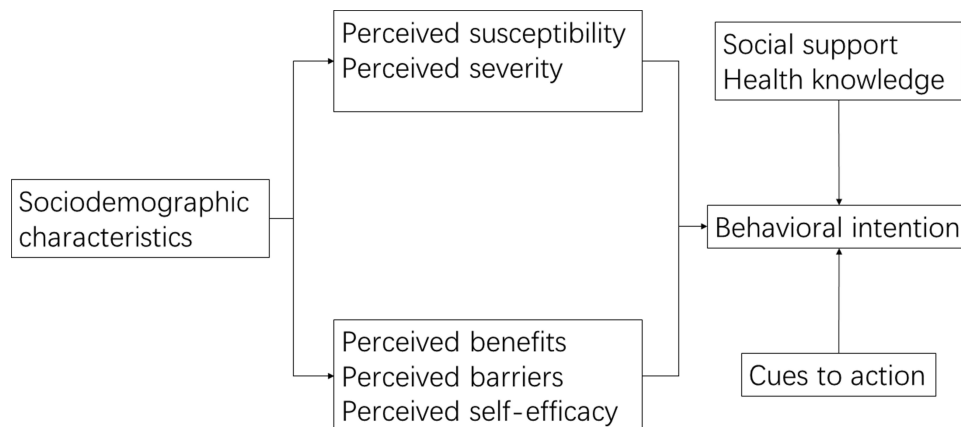 Perceived susceptibility
Perceived severity
Social support
Health knowledge
Sociodemographic
characteristics
Behavioral intention
Perceived benefits
Perceived barriers
Perceived self-efficacy
Cues to action